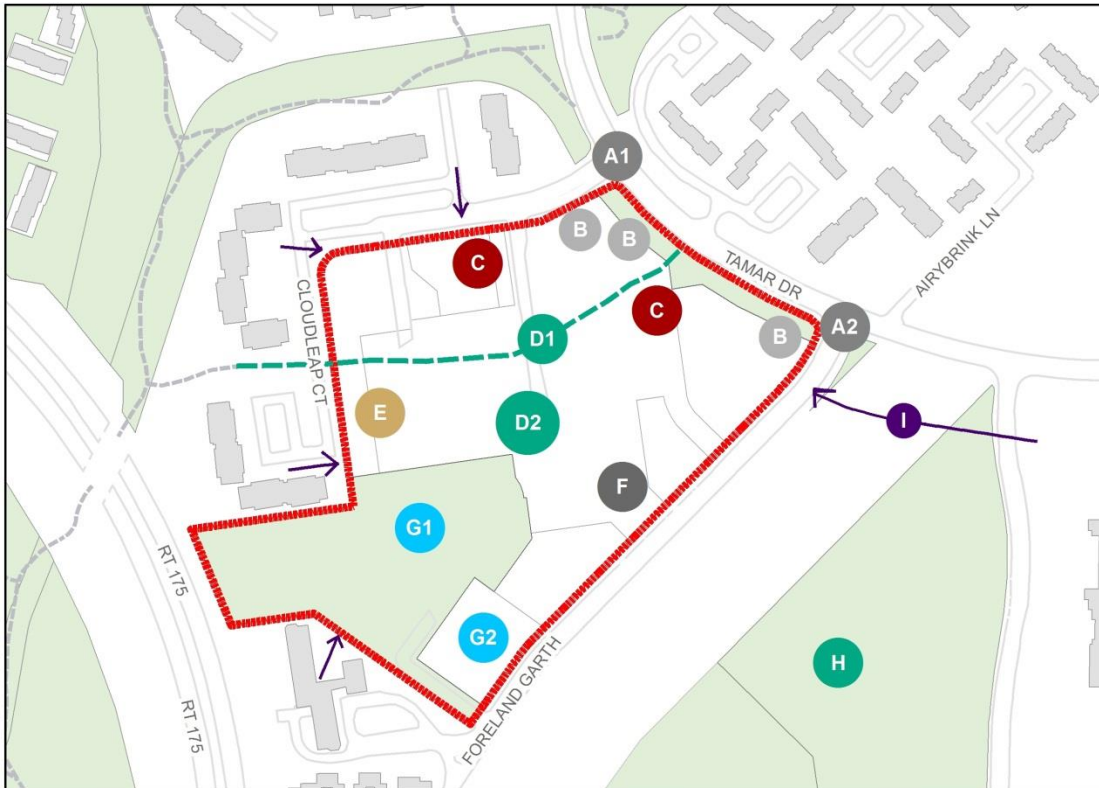 A1
B
B
TAMAR DR
AIRYBRINK LN
C
C
CLOUDLEAP CT
D1
B
A2
E
D2
I
F
G1
RT 175
G2
H
RT 175
FORELAND GARTH